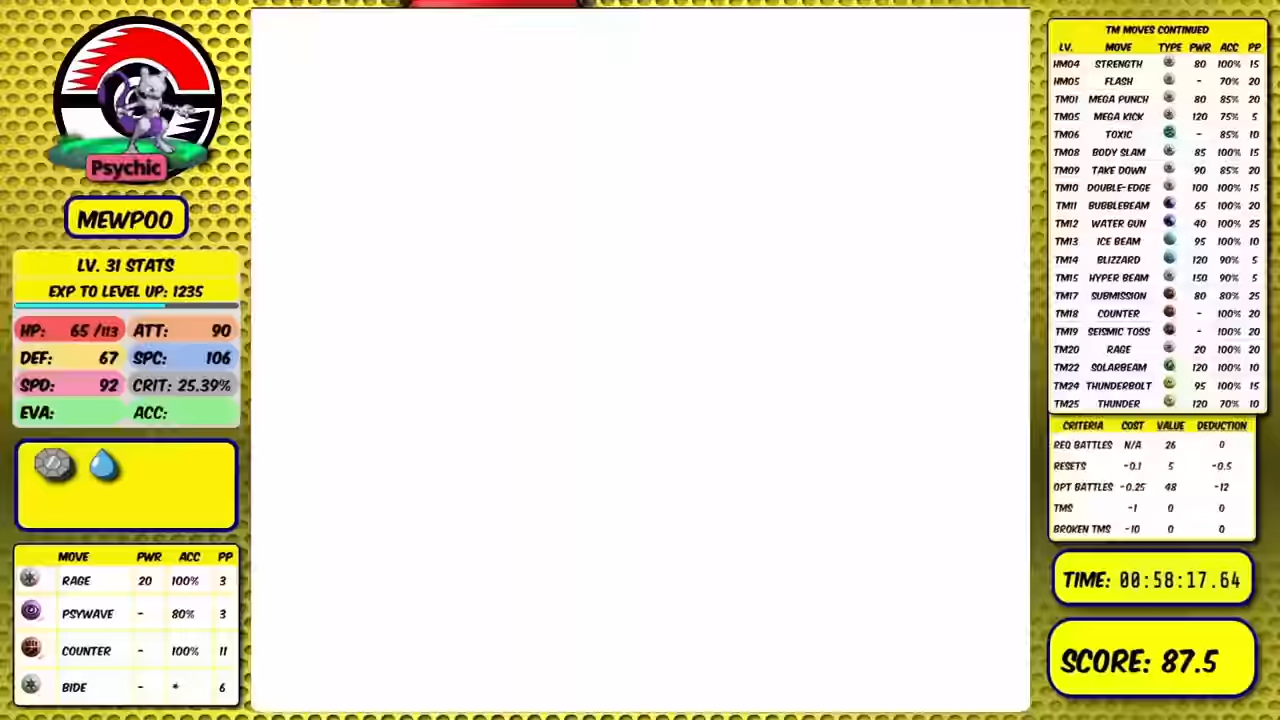 Psychic
MEWPOO
LV. 31 STATS
EXP TO LEVEL UP: 1235
HP: 65 /113 ATT: 90
DEF: 67 SPC: 106
SPD: 92 CRIT: 25.39%
EVA: ACC:
MOVE PWR ACC PP
RAGE 20 100% 3
PSYWAVE - 80% 3
COUNTER - 100% 11
BIDE - * 6
TM MOVES CONTINUED
LV. MOVE TYPE PWR ACC PP
HM04 STRENGTH 80 100% 15
HM05 FLASH - 70% 20
TM01 MEGA PUNCH 80 85% 20
TM05 MEGA KICK 120 75% 5
TM06 TOXIC - 85% 10
TM08 BODY SLAM 85 100% 15
TM09 TAKE DOWN 90 85% 20
TM10 DOUBLE-EDGE 100 100% 15
TM11 BUBBLEBEAM 65 100% 20
TM12 WATER GUN 40 100% 25
TM13 ICE BEAM 95 100% 10
TM14 BLIZZARD 120 90% 5
TM15 HYPER BEAM 150 90% 5
TM17 SUBMISSION 80 80% 25
TM18 COUNTER - 100% 20
TM19 SEISMIC TOSS - 100% 20
TM20 RAGE 20 100% 20
TM22 SOLARBEAM 120 100% 10
TM24 THUNDERBOLT 95 100% 15
TM25 THUNDER 120 70% 10
CRITERIA COST VALUE DEDUCTION
REQ BATTLES N/A 26 0
RESETS -0.1 5 -0.5
OPT BATTLES -0.25 48 -12
TMS -1 0 0
BROKEN TMS -10 0 0
TIME: 00:58:17.64
SCORE: 87.5